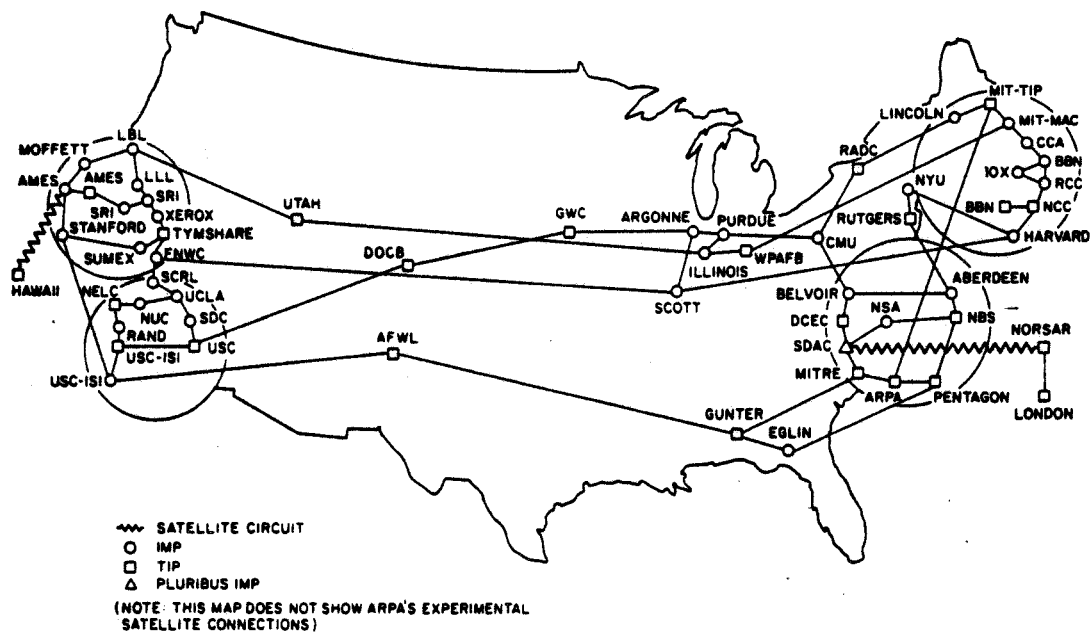 MIT-TIP
LINCOLN
MIT-MAC
LBL
CCA
MOFFETT
RADC
BBN
AMES
AMES
LLL
10X
SRI
NYU
RCC
SRI
XEROX
UTAH
BBN
NCC
STANFORD
TYMSHARE
GWC
ARGONNE
PURDUE
RUTGERS
HARVARD
SUMEX
FNWC
DOCB
CMU
ILLINOIS
WPAFB
HAWAII
SCRL
ABERDEEN
NELC
UCLA
SCOTT
BELVOIR
NUC
SDC
DCEC
NSA
NBS
RAND
NORSAR
AFWL
SDAC
USC-ISI
USC
MITRE
USC-ISI
ARPA
PENTAGON
LONDON
GUNTER
EGLIN
SATELLITE CIRCUIT
IMP
TIP
PLURIBUS IMP
(NOTE: THIS MAP DOES NOT SHOW ARPA'S EXPERIMENTAL
SATELLITE CONNECTIONS)